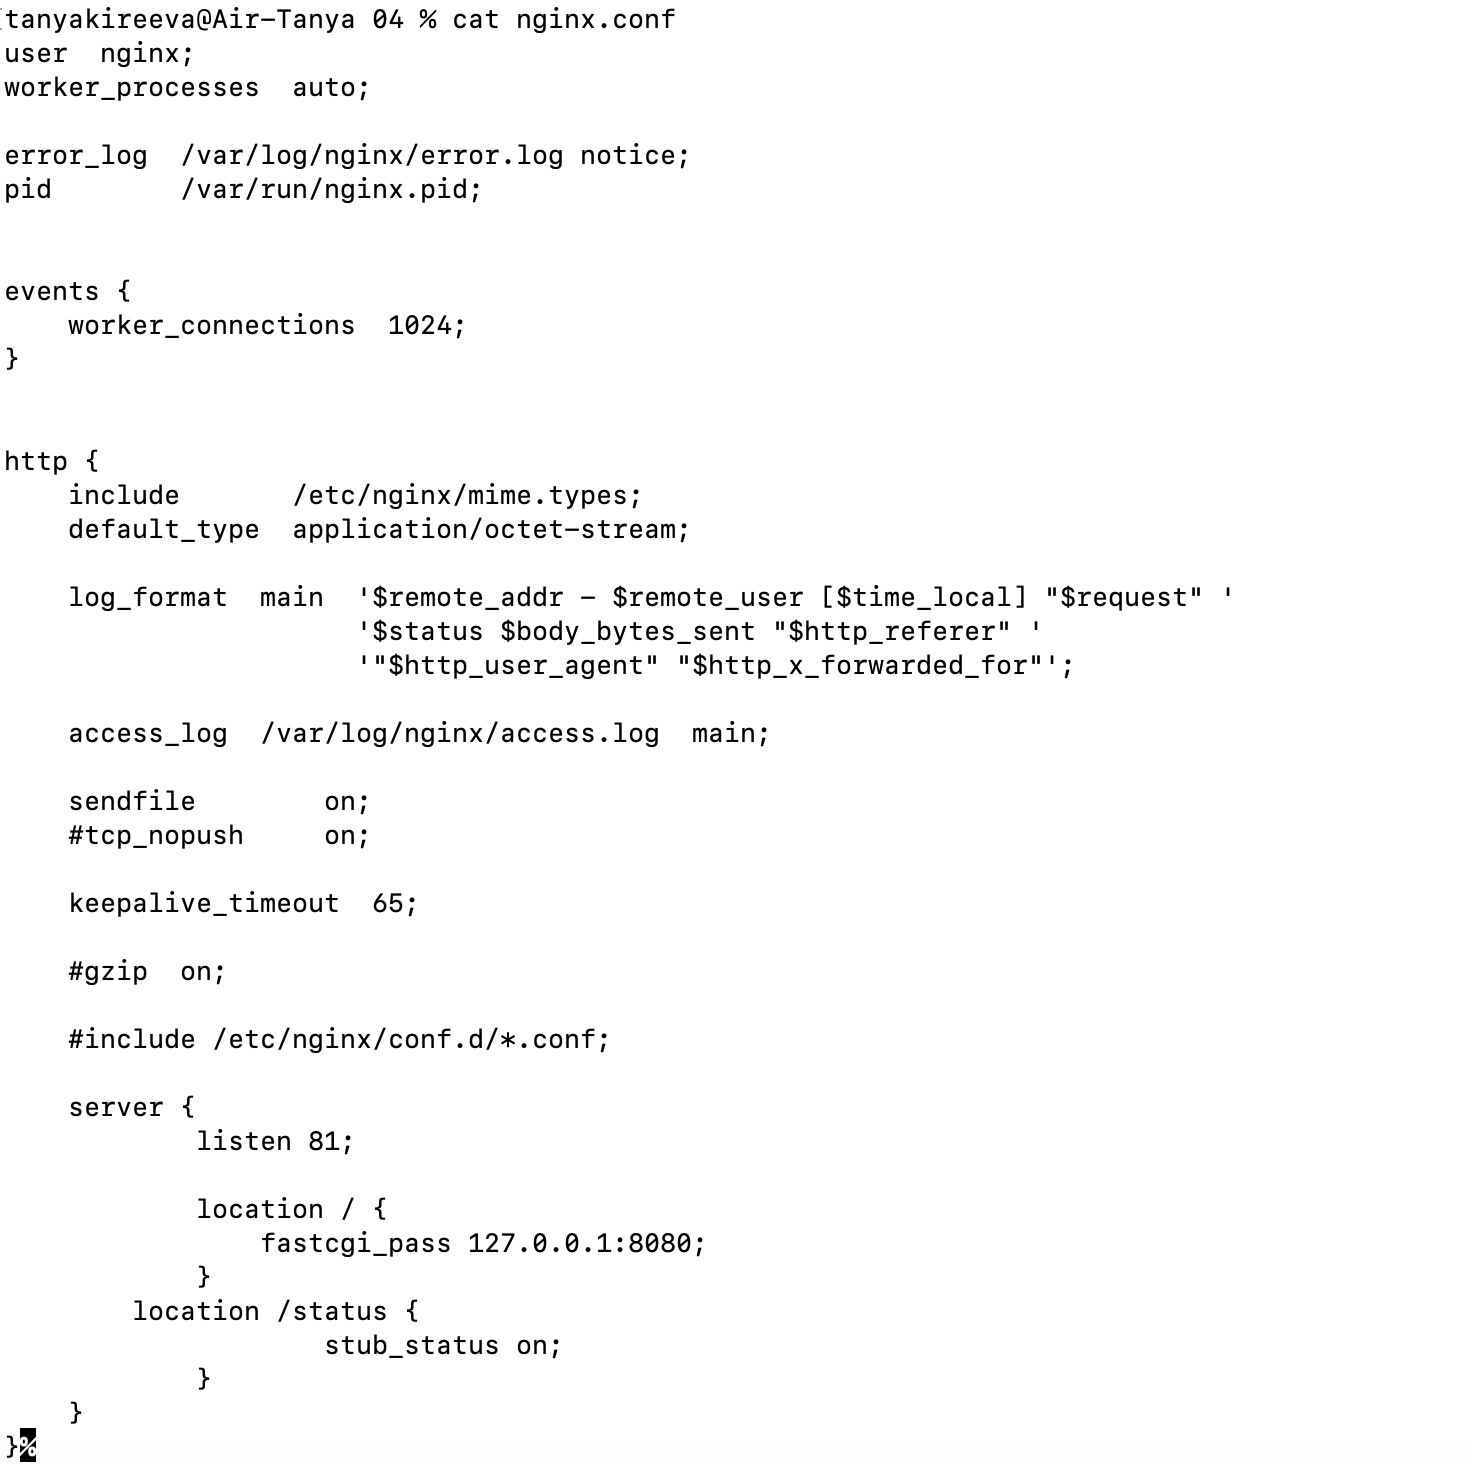 tanyakireeva@Air-Tanya 04 % cat nginx.conf
user  nginx;
worker_processes  auto;

error_log  /var/log/nginx/error.log notice;
pid        /var/run/nginx.pid;


events {
    worker_connections  1024;
}


http {
    include       /etc/nginx/mime.types;
    default_type  application/octet-stream;

    log_format  main  '$remote_addr - $remote_user [$time_local] "$request" '
                      '$status $body_bytes_sent "$http_referer" '
                      '"$http_user_agent" "$http_x_forwarded_for"';

    access_log  /var/log/nginx/access.log  main;

    sendfile        on;
    #tcp_nopush     on;

    keepalive_timeout  65;

    #gzip  on;

    #include /etc/nginx/conf.d/*.conf;

    server {
            listen 81;

            location / {
                fastcgi_pass 127.0.0.1:8080;
            }
        location /status {
                    stub_status on;
            }
    }
}%